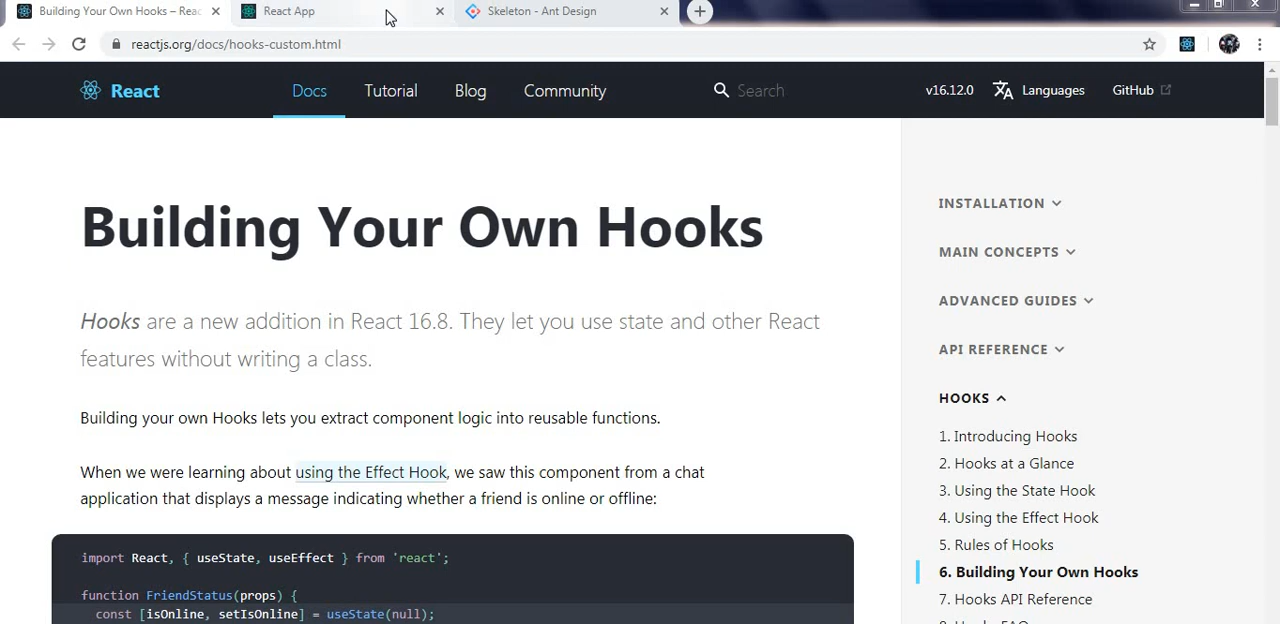 Building Your Own Hooks – Reac
React App
Skeleton - Ant Design
reactjs.org/docs/hooks-custom.html
React
Docs
Tutorial
Blog
Community
Search
v16.12.0
Languages
GitHub
Building Your Own Hooks
Hooks are a new addition in React 16.8. They let you use state and other React
features without writing a class.
Building your own Hooks lets you extract component logic into reusable functions.
When we were learning about using the Effect Hook, we saw this component from a chat
application that displays a message indicating whether a friend is online or offline:
import React, { useState, useEffect } from 'react';
function FriendStatus(props) {
const [isOnline, setIsOnline] = useState(null);
INSTALLATION
MAIN CONCEPTS
ADVANCED GUIDES
API REFERENCE
HOOKS
1. Introducing Hooks
2. Hooks at a Glance
3. Using the State Hook
4. Using the Effect Hook
5. Rules of Hooks
6. Building Your Own Hooks
7. Hooks API Reference